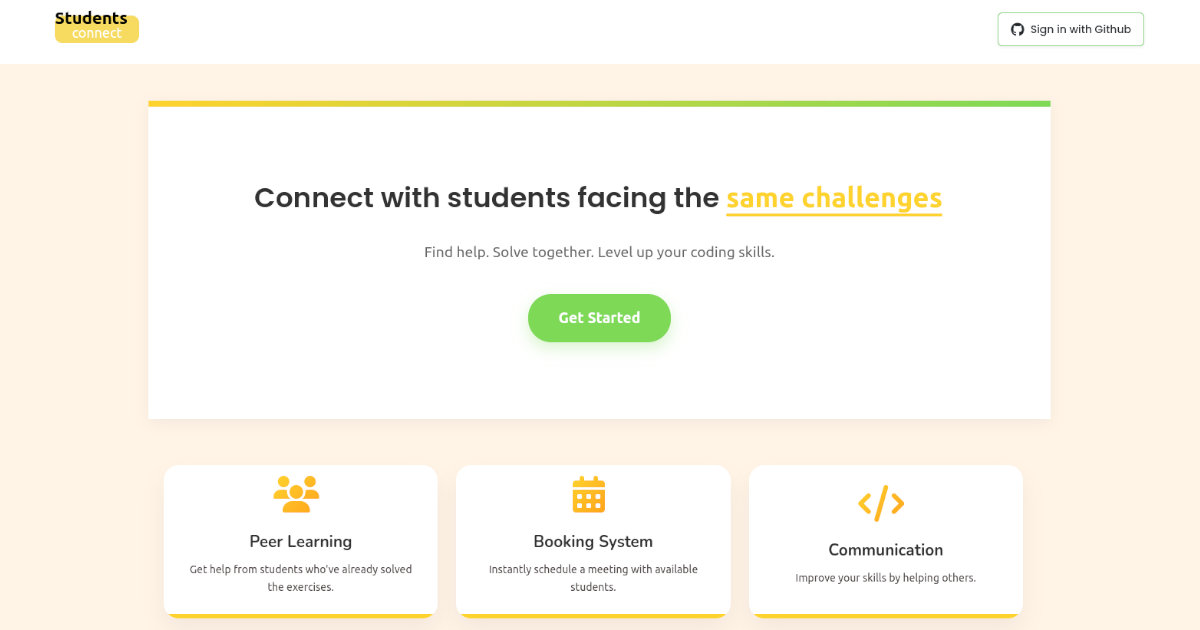 Students
connect
Sign in with Github
Connect with students facing the same challenges
Find help. Solve together. Level up your coding skills.
Get Started
Peer Learning
Get help from students who've already solved
the exercises.
Booking System
Instantly schedule a meeting with available
students.
Communication
Improve your skills by helping others.